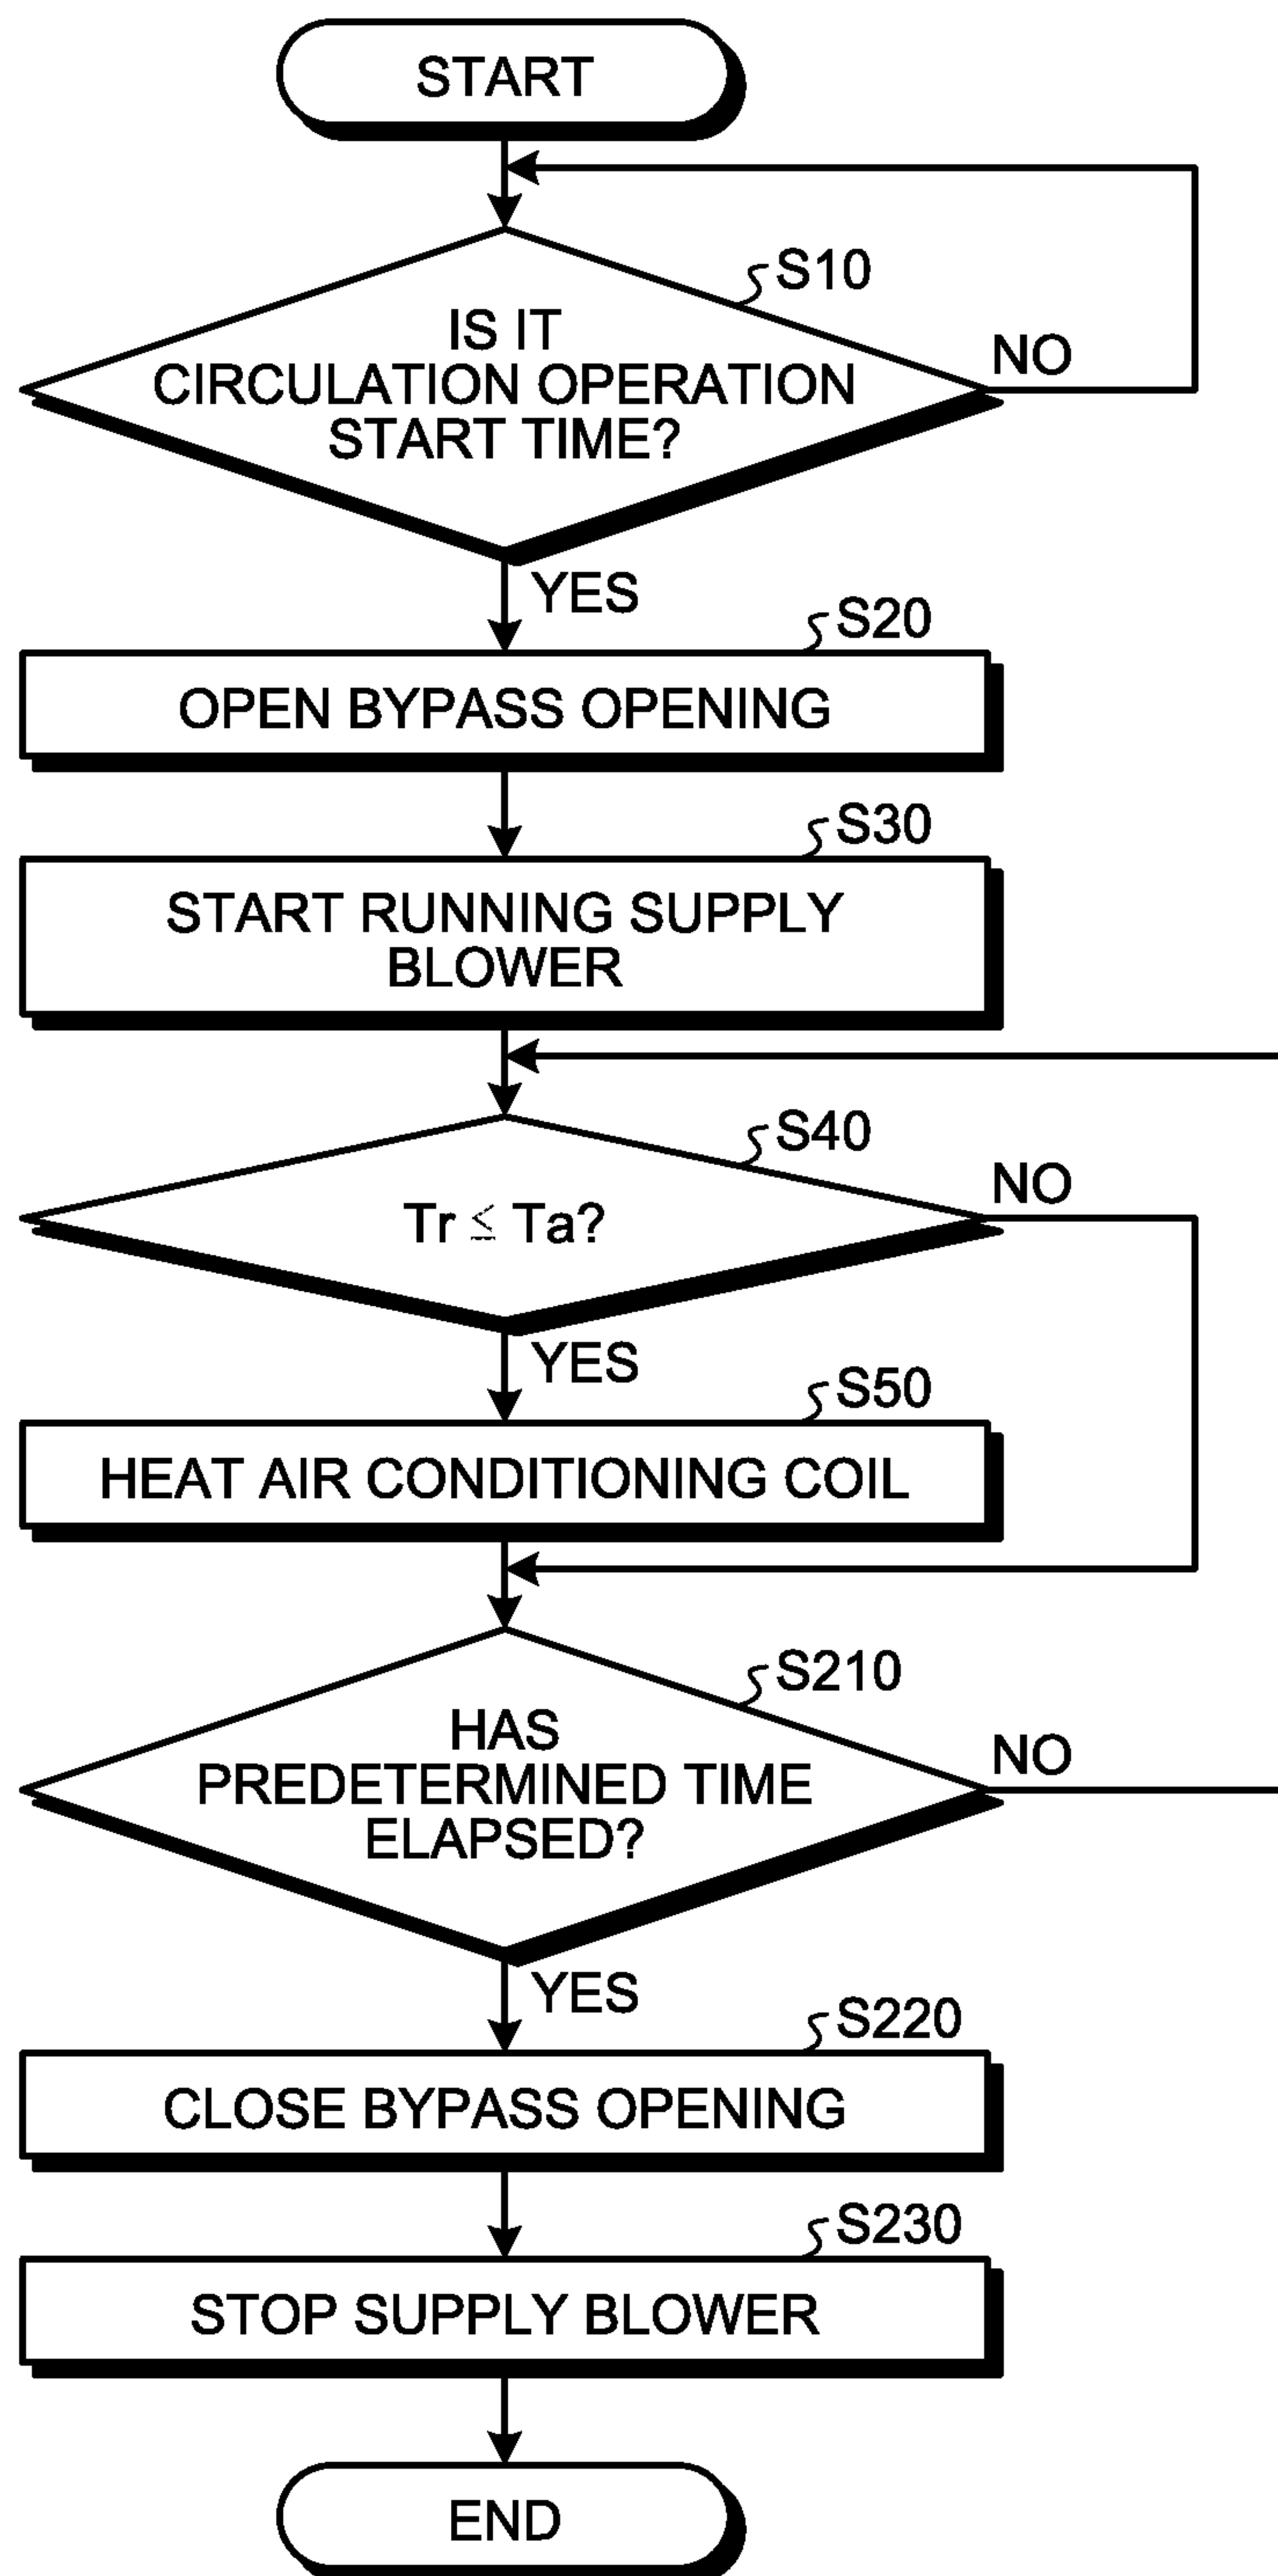 START
S10
IS IT
CIRCULATION OPERATION
START TIME?
NO
YES
S20
OPEN BYPASS OPENING
S30
START RUNNING SUPPLY
BLOWER
S40
NO
Tr ≤ Ta?
YES
S50
HEAT AIR CONDITIONING COIL
S210
HAS
PREDETERMINED TIME
ELAPSED?
NO
YES
S220
CLOSE BYPASS OPENING
S230
STOP SUPPLY BLOWER
END